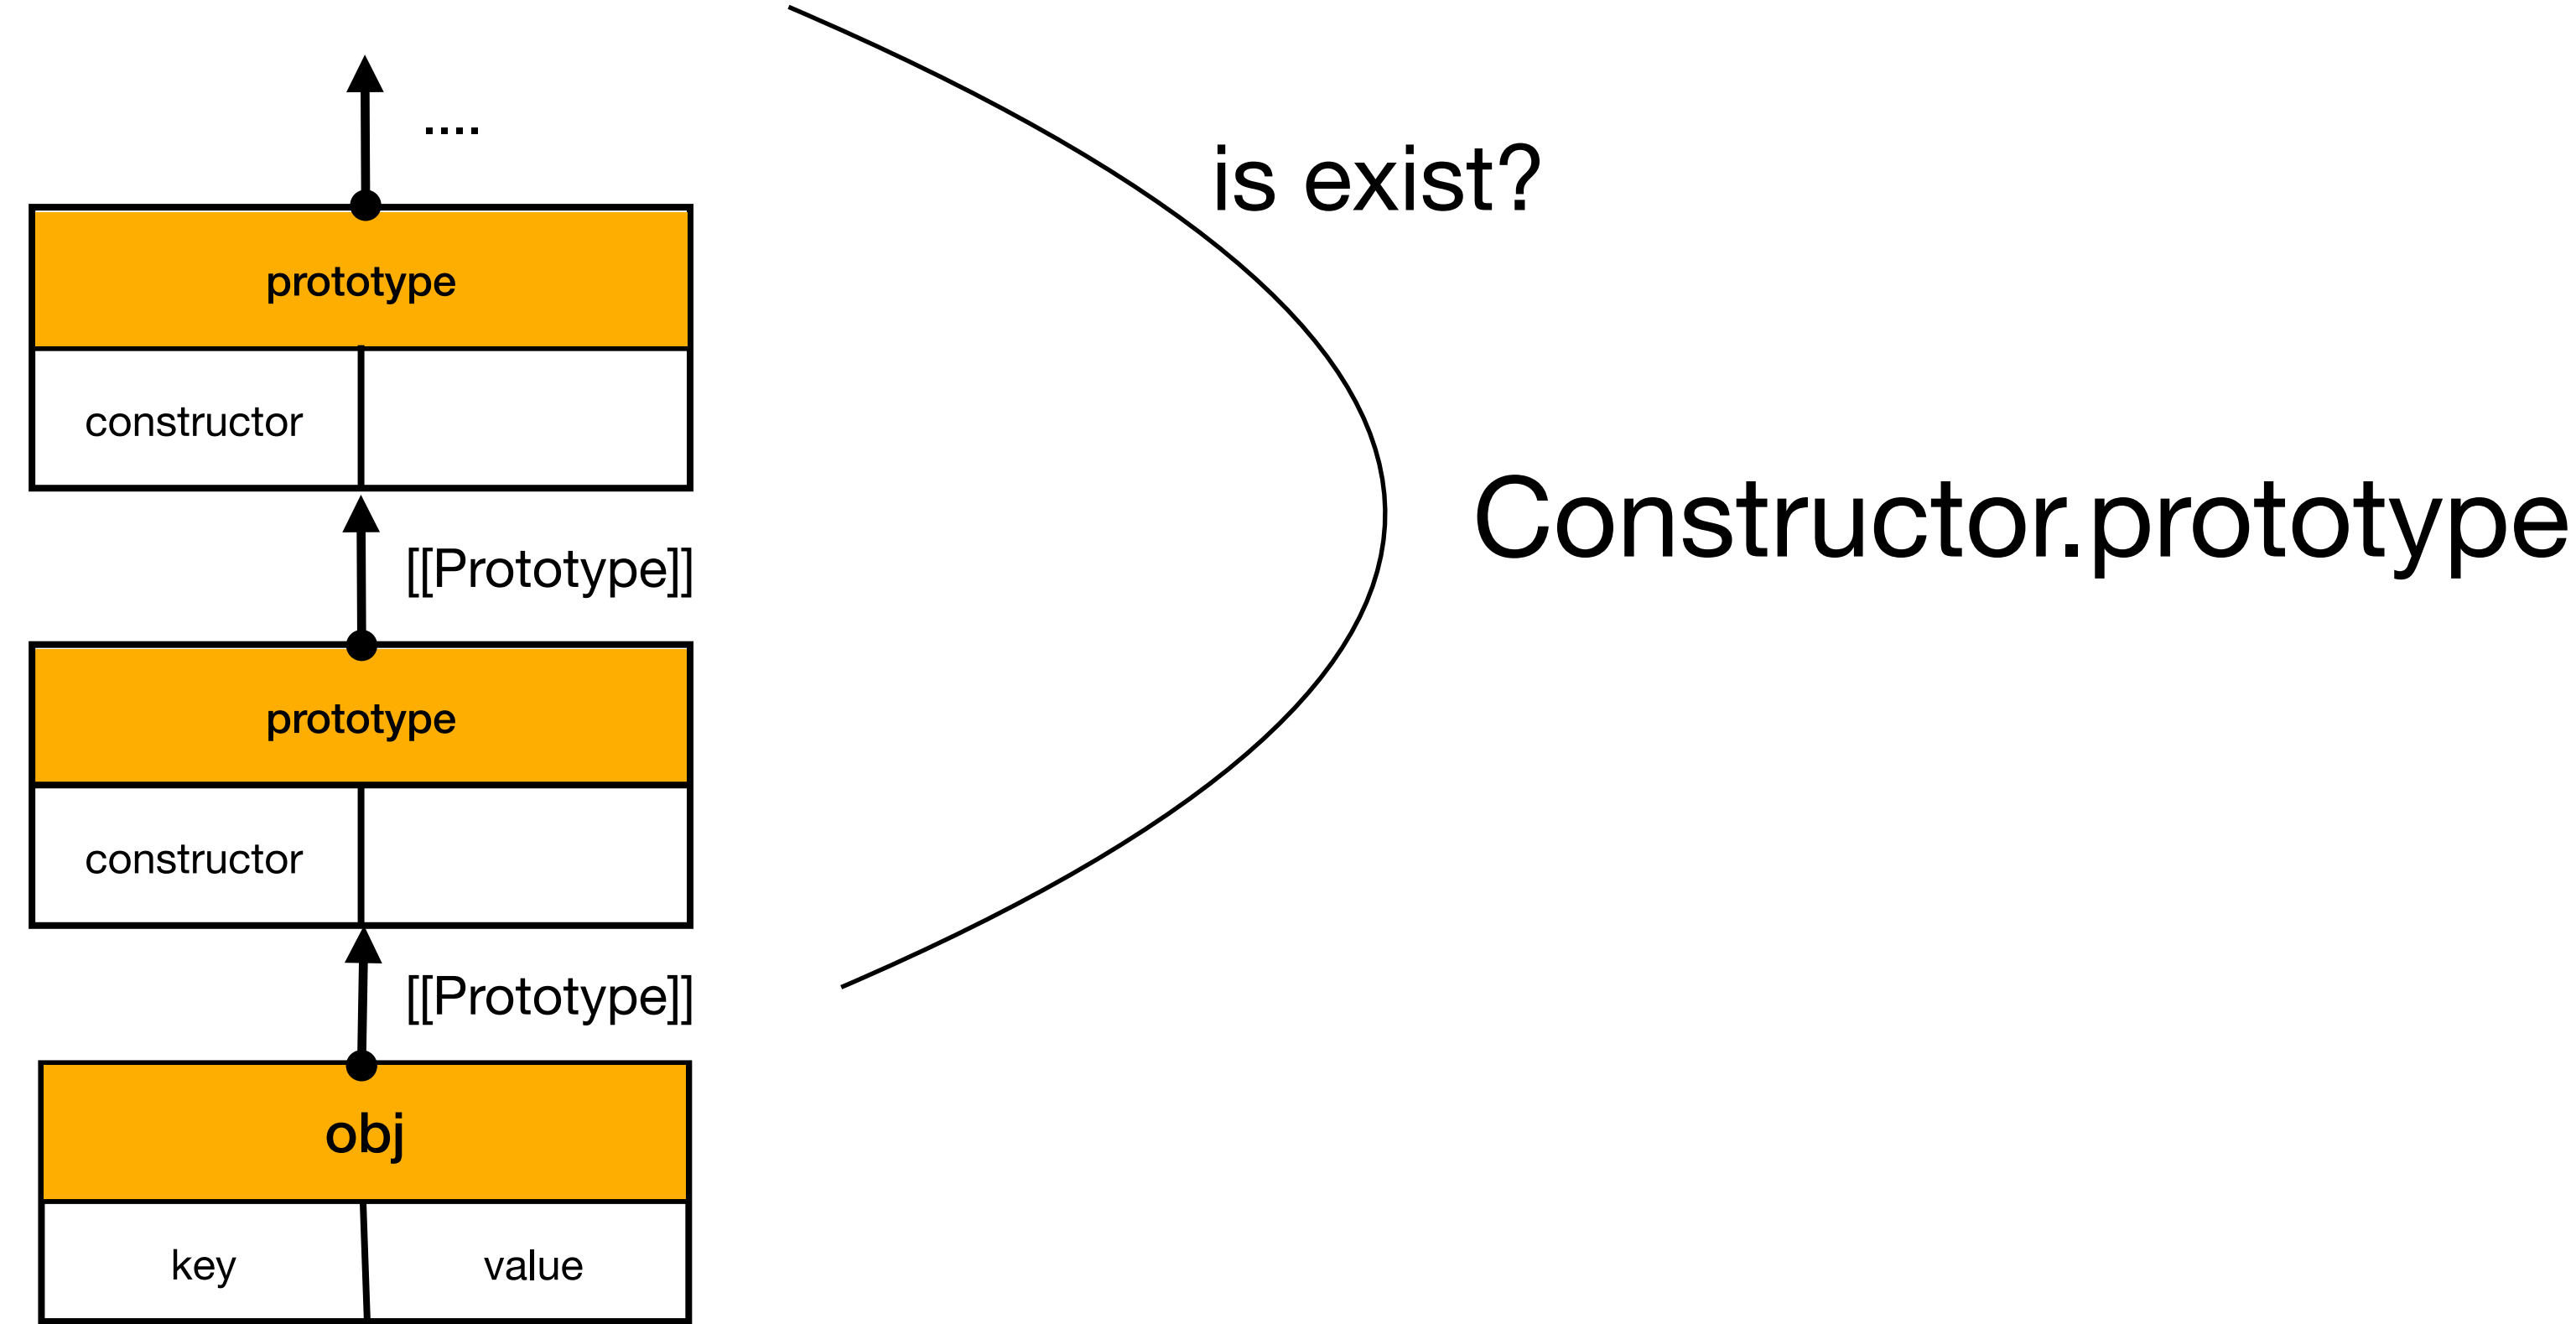 ....
is exist?
prototype
constructor
Constructor.prototype
[[Prototype]]
prototype
constructor
[[Prototype]]
obj
key value